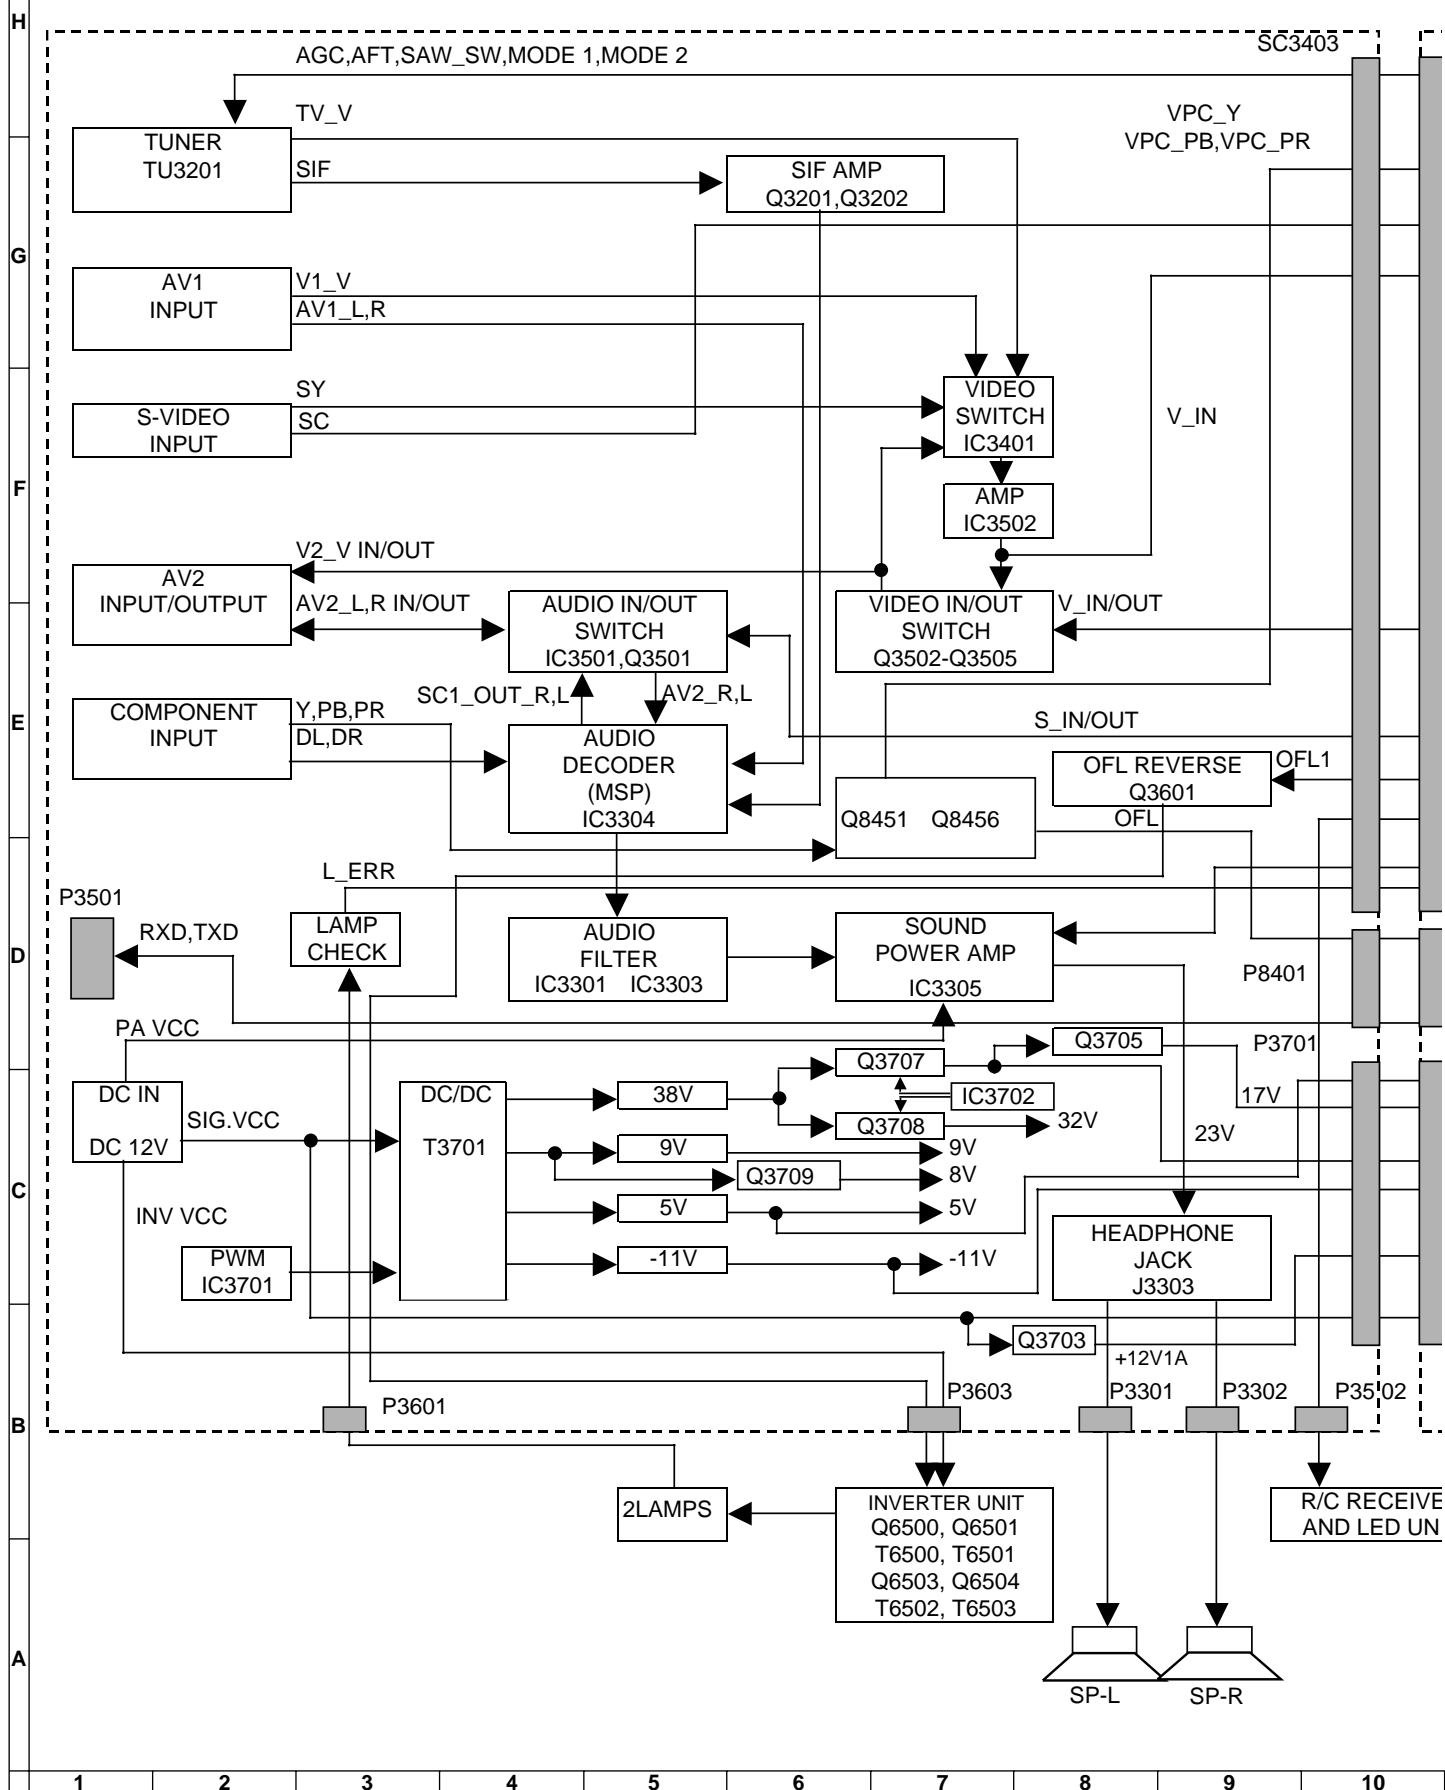 H
SC3403
AGC,AFT,SAW_SW,MODE 1,MODE 2
TV_V
VPC_Y
VPC_PB,VPC_PR
TUNER
TU3201
SIF
SIF AMP
Q3201,Q3202
G
AV1
INPUT
V1_V
AV1_L,R
SY
SC
S-VIDEO
INPUT
VIDEO
SWITCH
IC3401
V_IN
F
AMP
IC3502
V2_V IN/OUT
AV2
INPUT/OUTPUT
AV2_L,R IN/OUT
AUDIO IN/OUT
SWITCH
IC3501,Q3501
VIDEO IN/OUT
SWITCH
Q3502-Q3505
V_IN/OUT
SC1_OUT_R,L
AV2_R,L
E
COMPONENT
INPUT
Y,PB,PR
DL,DR
S_IN/OUT
AUDIO
DECODER
(MSP)
IC3304
OFL REVERSE
Q3601
OFL1
Q8451 Q8456
OFL
L_ERR
P3501
RXD,TXD
LAMP
CHECK
AUDIO
FILTER
IC3301 IC3303
SOUND
POWER AMP
IC3305
D
P8401
PA VCC
Q3705
P3701
Q3707
DC IN
DC 12V
SIG.VCC
DC/DC
T3701
38V
IC3702
17V
Q3708
32V
23V
9V
9V
Q3709
8V
C
5V
5V
INV VCC
PWM
IC3701
-11V
-11V
HEADPHONE
JACK
J3303
Q3703
+12V1A
P3601
P3603
P3301
P3302
P3502
B
2LAMPS
INVERTER UNIT
Q6500, Q6501
T6500, T6501
Q6503, Q6504
T6502, T6503
R/C RECEIVE
AND LED UN
A
SP-L
SP-R
1 2 3 4 5 6 7 8 9 10